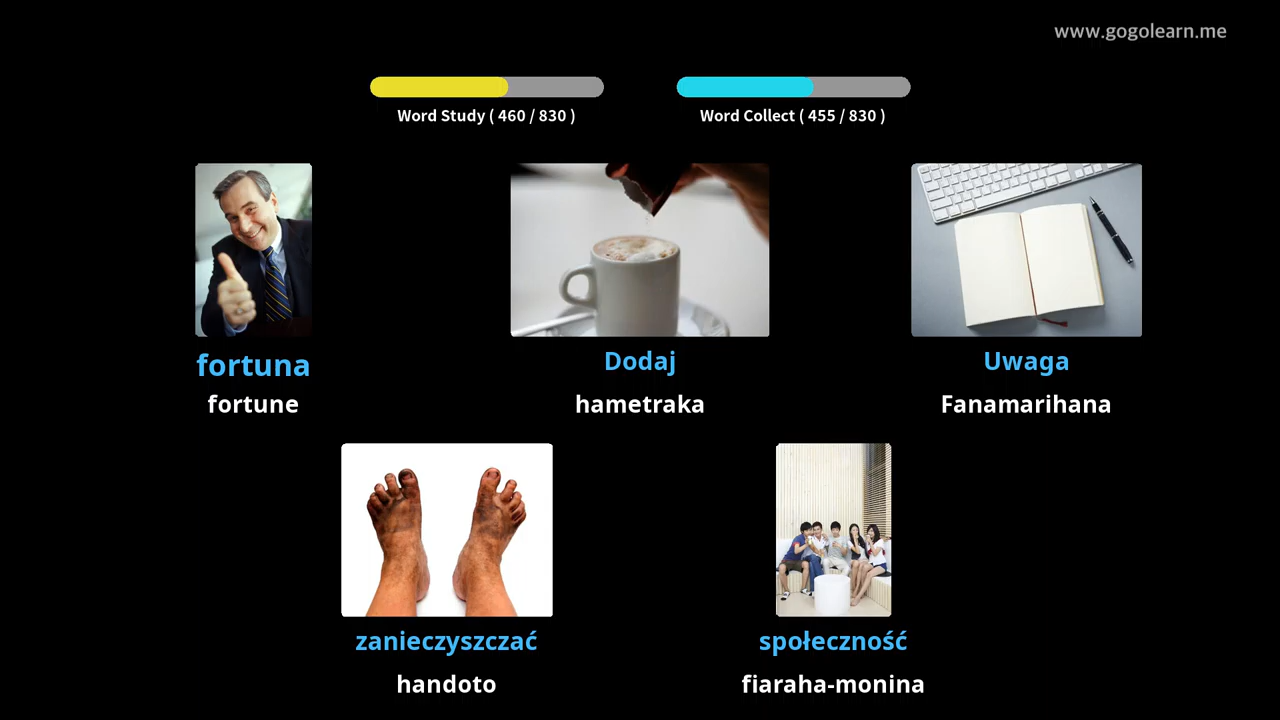 www.gogolearn.me
Word Study ( 460 / 830 )
Word Collect ( 455 / 830 )
fortuna
fortune
Dodaj
hametraka
Uwaga
Fanamarihana
zanieczyszczać
handoto
społeczność
fiaraha-monina